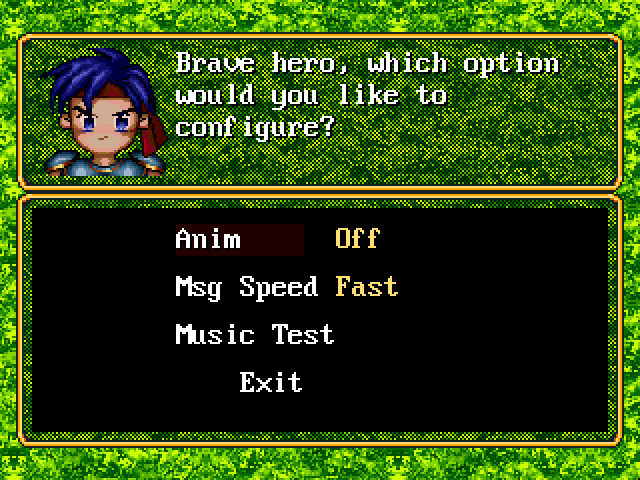 Brave hero, which option
would you like to
configure?
Anim Off
Msg Speed Fast
Music Test
Exit